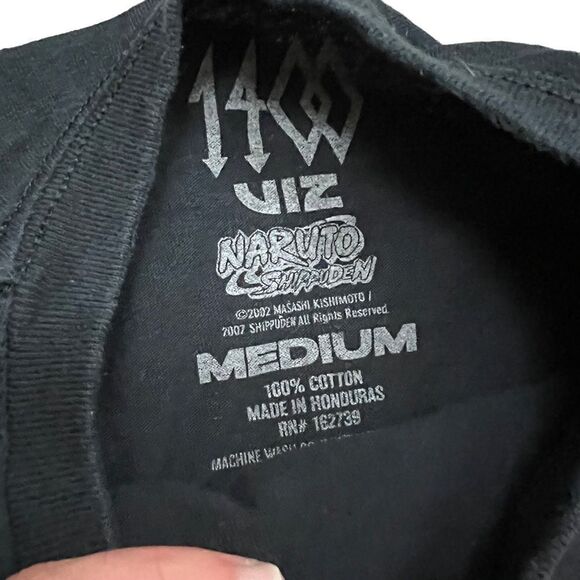 1400
VIZ
NARUTO
SHIPPUDEN
©2002 MASASHI KISHIMOTO /
2007 SHIPPUDEN All Rights Reserved.
MEDIUM
100% COTTON
MADE IN HONDURAS
RN# 162739
MACHINE WASH